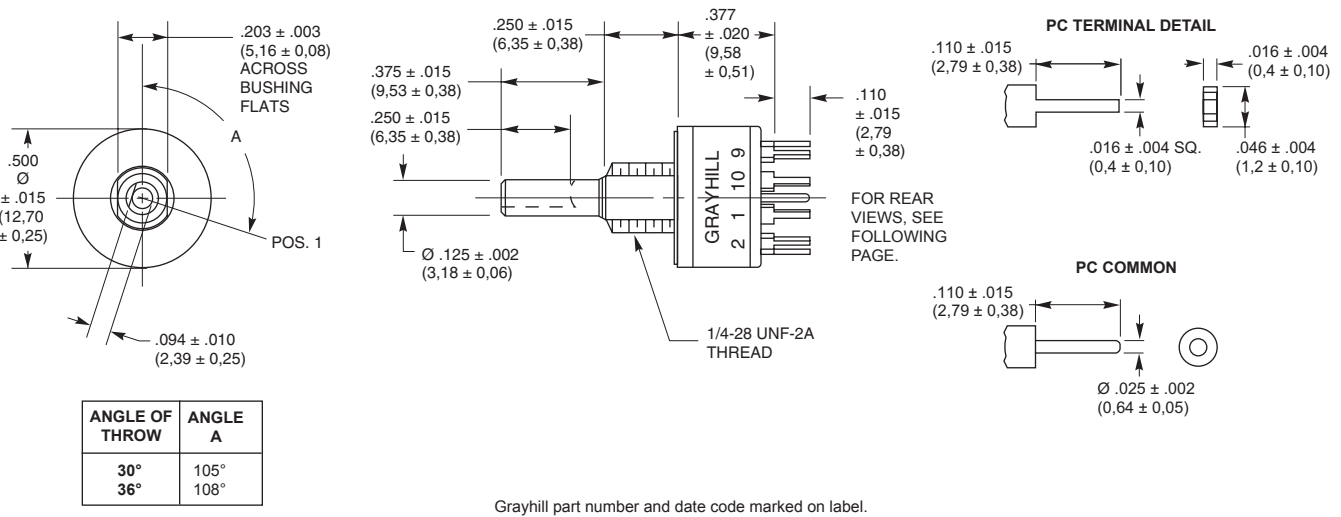 .203 ± .003
(5,16 ± 0,08)
ACROSS
BUSHING
FLATS
A
.500
Ø
± .015
(12,70
± 0,25)
POS. 1
.094 ± .010
(2,39 ± 0,25)
ANGLE OF THROW ANGLE A
30° 105°
36° 108°
.250 ± .015
(6,35 ± 0,38)
.377
± .020
(9,58
± 0,51)
.375 ± .015
(9,53 ± 0,38)
.250 ± .015
(6,35 ± 0,38)
.110
± .015
(2,79
± 0,38)
GRAYHILL
2 1 10 9
Ø .125 ± .002
(3,18 ± 0,06)
1/4-28 UNF-2A
THREAD
FOR REAR
VIEWS, SEE
FOLLOWING
PAGE.
PC TERMINAL DETAIL
.110 ± .015
(2,79 ± 0,38)
.016 ± .004
(0,4 ± 0,10)
.016 ± .004 SQ.
(0,4 ± 0,10)
.046 ± .004
(1,2 ± 0,10)
PC COMMON
.110 ± .015
(2,79 ± 0,38)
Ø .025 ± .002
(0,64 ± 0,05)
Grayhill part number and date code marked on label.